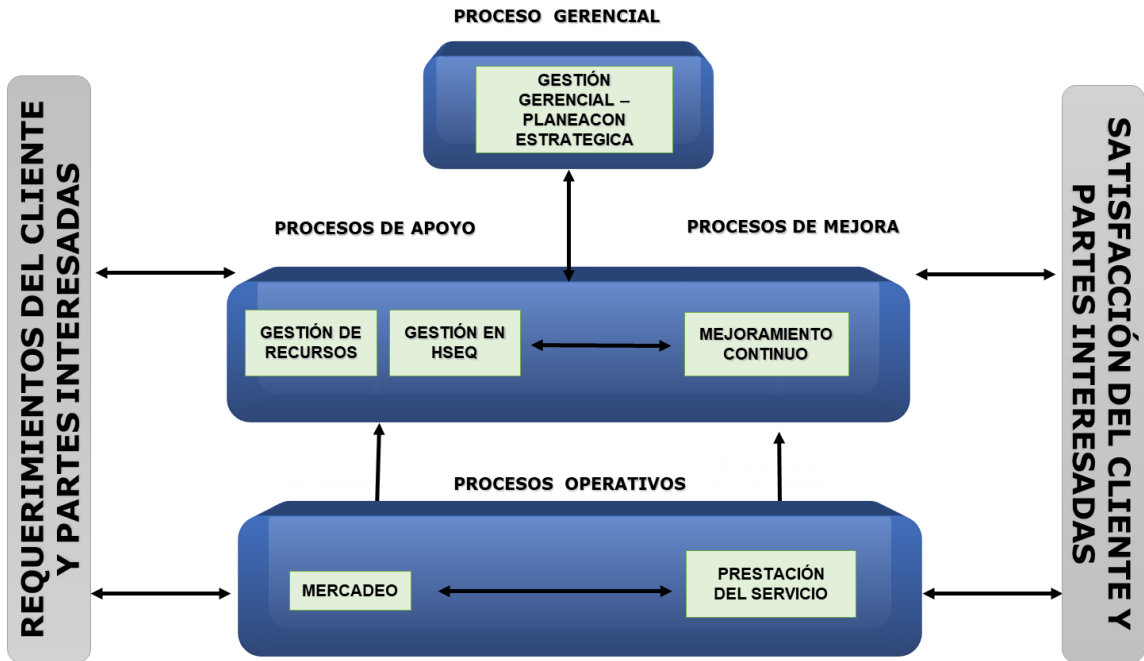 PROCESO GERENCIAL
GESTIÓN
GERENCIAL –
PLANEACON
ESTRATEGICA
REQUERIMIENTOS DEL CLIENTE
Y PARTES INTERESADAS
SATISFACCIÓN DEL CLIENTE Y
PARTES INTERESADAS
PROCESOS DE APOYO
PROCESOS DE MEJORA
GESTIÓN DE
RECURSOS
GESTIÓN EN
HSEQ
MEJORAMIENTO
CONTINUO
PROCESOS OPERATIVOS
MERCADEO
PRESTACIÓN
DEL SERVICIO